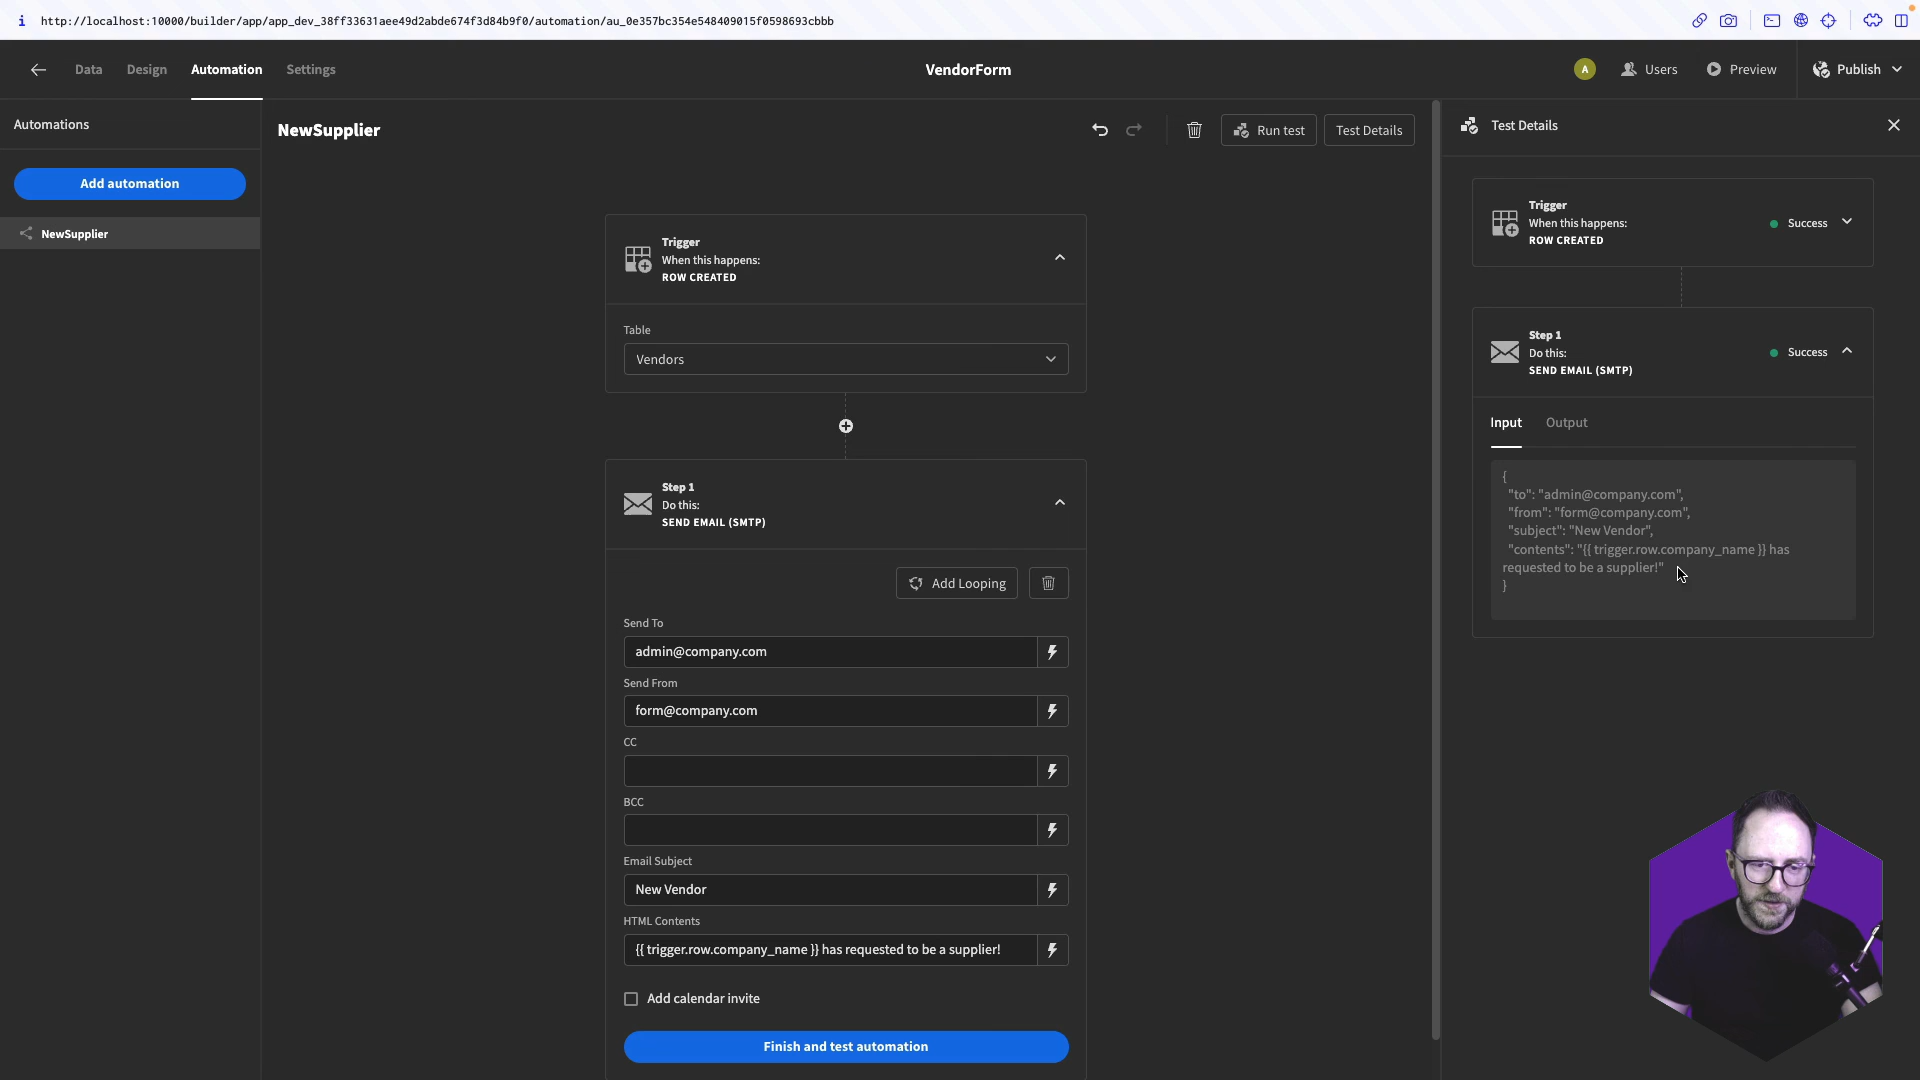 i http://localhost:10000/builder/app/app_dev_38ff33631aee49d2abde674f3d84b9f0/automation/au_0e357bc354e548409015f0598693cbbb
Data Design Automation Settings
VendorForm
A Users Preview Publish
Automations
Add automation
NewSupplier
NewSupplier
Run test Test Details
Trigger
When this happens:
ROW CREATED
Table
Vendors
Step 1
Do this:
SEND EMAIL (SMTP)
Add Looping
Send To
admin@company.com
Send From
form@company.com
CC
BCC
Email Subject
New Vendor
HTML Contents
{{ trigger.row.company_name }} has requested to be a supplier!
Add calendar invite
Finish and test automation
Test Details
Trigger
When this happens:
ROW CREATED
Success
Step 1
Do this:
SEND EMAIL (SMTP)
Success
Input Output
{
"to": "admin@company.com",
"from": "form@company.com",
"subject": "New Vendor",
"contents": "{{ trigger.row.company_name }} has
requested to be a supplier!"
}